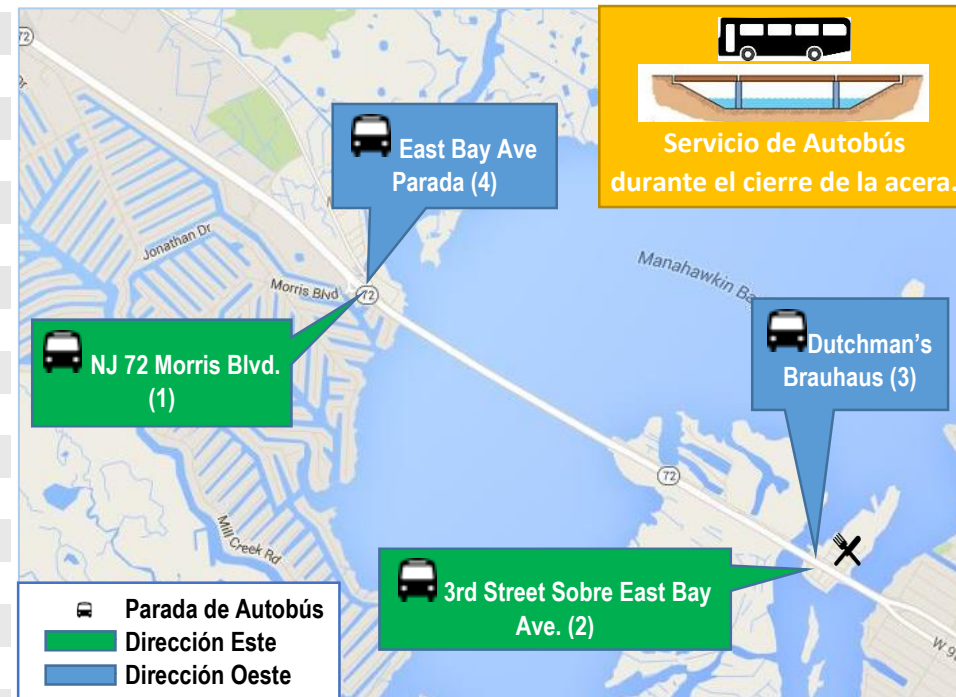 72
East Bay Ave
Parada (4)
Servicio de Autobús
durante el cierre de la acera.
Jonathan Dr
Manahawkin Ba
Morris Blvd
72
NJ 72 Morris Blvd.
(1)
Dutchman's
Brauhaus (3)
72
Mill Creek Rd
3rd Street Sobre East Bay
Ave. (2)
Parada de Autobús
Dirección Este
Dirección Oeste